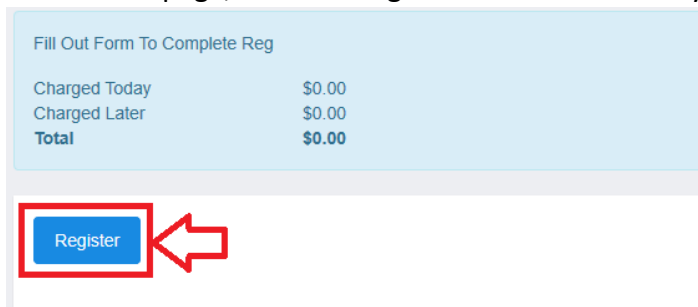 Fill Out Form To Complete Reg
Charged Today $0.00
Charged Later $0.00
Total $0.00
Register